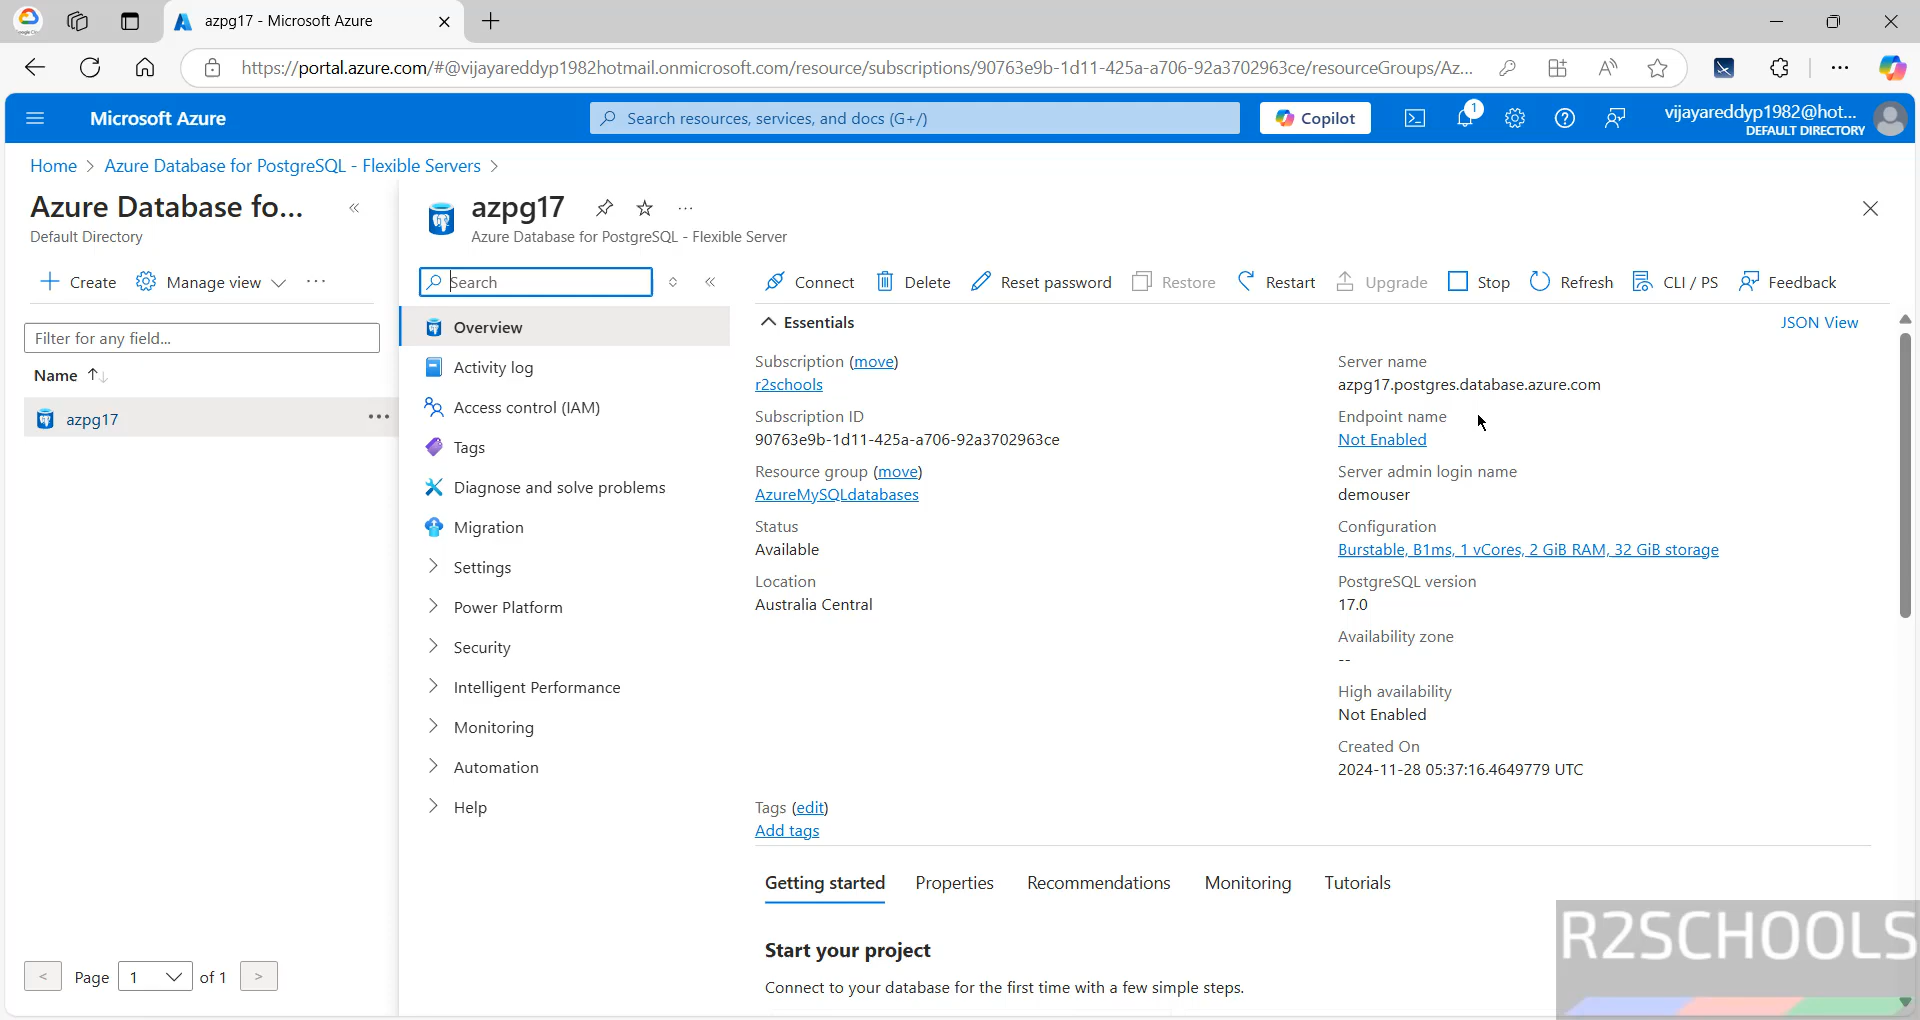 azpg17 - Microsoft Azure
https://portal.azure.com/#@vijayareddyp1982hotmail.onmicrosoft.com/resource/subscriptions/90763e9b-1d11-425a-a706-92a3702963ce/resourceGroups/Az...
Microsoft Azure
Search resources, services, and docs (G+/)
Copilot
1
vijayareddyp1982@hot...
DEFAULT DIRECTORY
Home > Azure Database for PostgreSQL - Flexible Servers >
Azure Database fo...
Default Directory
Create
Manage view
Filter for any field...
Name
azpg17
< Page 1 of 1 >
azpg17
Azure Database for PostgreSQL - Flexible Server
Search
Overview
Activity log
Access control (IAM)
Tags
Diagnose and solve problems
Migration
Settings
Power Platform
Security
Intelligent Performance
Monitoring
Automation
Help
Connect
Delete
Reset password
Restore
Restart
Upgrade
Stop
Refresh
CLI / PS
Feedback
Essentials
JSON View
Subscription (move)
r2schools
Subscription ID
90763e9b-1d11-425a-a706-92a3702963ce
Resource group (move)
AzureMySQLdatabases
Status
Available
Location
Australia Central
Server name
azpg17.postgres.database.azure.com
Endpoint name
Not Enabled
Server admin login name
demouser
Configuration
Burstable, B1ms, 1 vCores, 2 GiB RAM, 32 GiB storage
PostgreSQL version
17.0
Availability zone
--
High availability
Not Enabled
Created On
2024-11-28 05:37:16.4649779 UTC
Tags (edit)
Add tags
Getting started
Properties
Recommendations
Monitoring
Tutorials
Start your project
Connect to your database for the first time with a few simple steps.
R2SCHOOLS